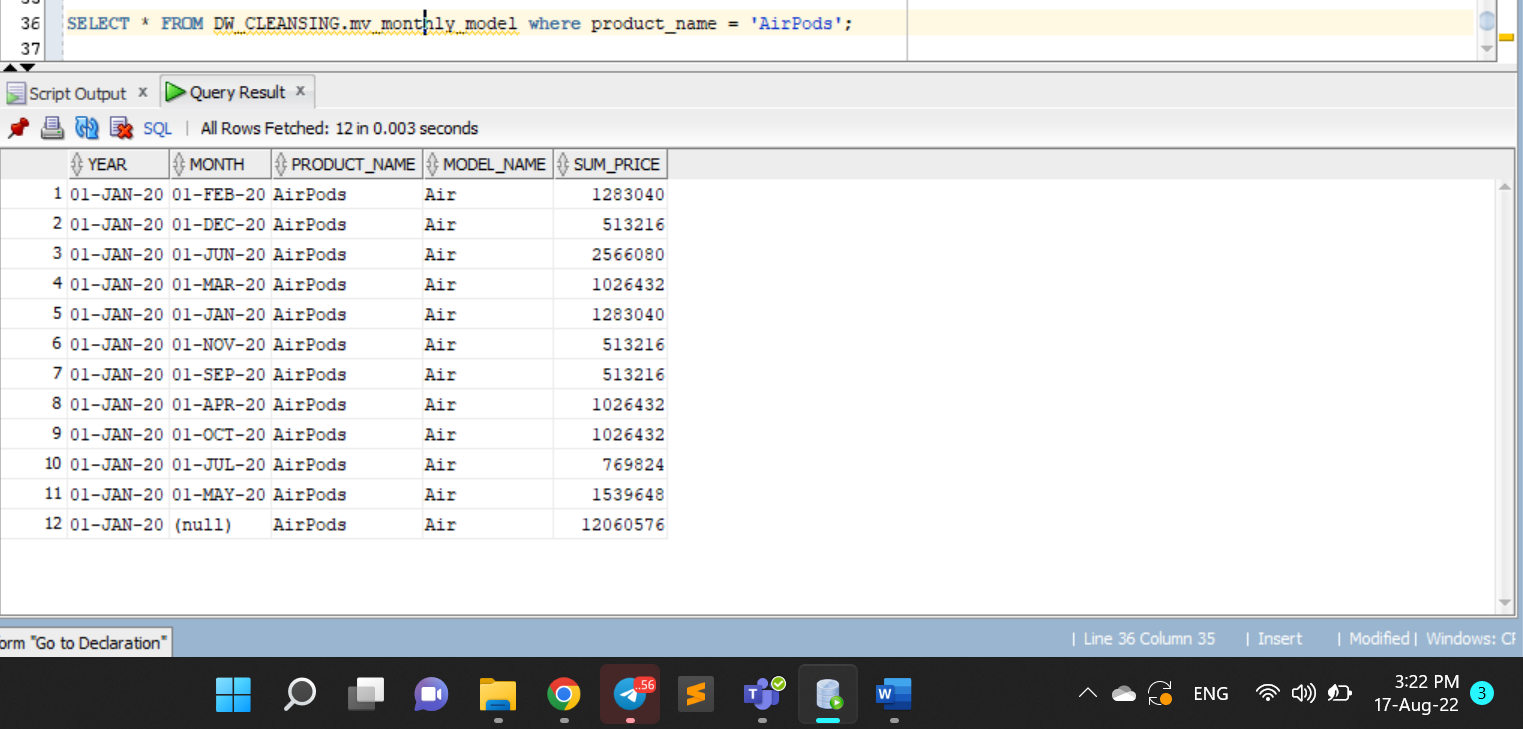 36 SELECT * FROM DW_CLEANSING.mv_monthly_model where product_name = 'AirPods';
37
Script Output x Query Result x
SQL | All Rows Fetched: 12 in 0.003 seconds
YEAR MONTH PRODUCT_NAME MODEL_NAME SUM_PRICE
1 01-JAN-20 01-FEB-20 AirPods Air 1283040
2 01-JAN-20 01-DEC-20 AirPods Air 513216
3 01-JAN-20 01-JUN-20 AirPods Air 2566080
4 01-JAN-20 01-MAR-20 AirPods Air 1026432
5 01-JAN-20 01-JAN-20 AirPods Air 1283040
6 01-JAN-20 01-NOV-20 AirPods Air 513216
7 01-JAN-20 01-SEP-20 AirPods Air 513216
8 01-JAN-20 01-APR-20 AirPods Air 1026432
9 01-JAN-20 01-OCT-20 AirPods Air 1026432
10 01-JAN-20 01-JUL-20 AirPods Air 769824
11 01-JAN-20 01-MAY-20 AirPods Air 1539648
12 01-JAN-20 (null) AirPods Air 12060576
orm "Go to Declaration" | Line 36 Column 35 | Insert | Modified | Windows: CF
..56 T W ENG 3:22 PM 3
17-Aug-22